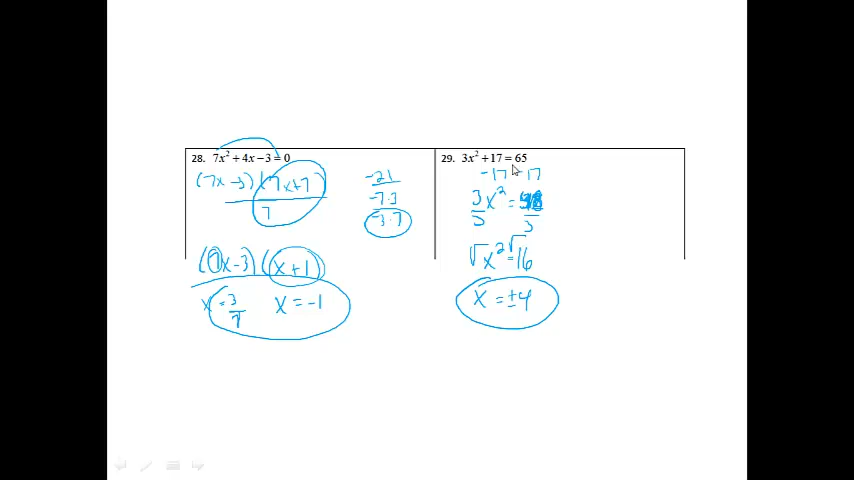 28. 7x² + 4x − 3 = 0
(7x −3)(7x+7)
7
−21
−7·3
−3·7
(7x−3)(x+1)
x = 3/7 x = −1
29. 3x² + 17 = 65
−17 −17
3x² = 48
3 3
√x² = √16
x = ±4